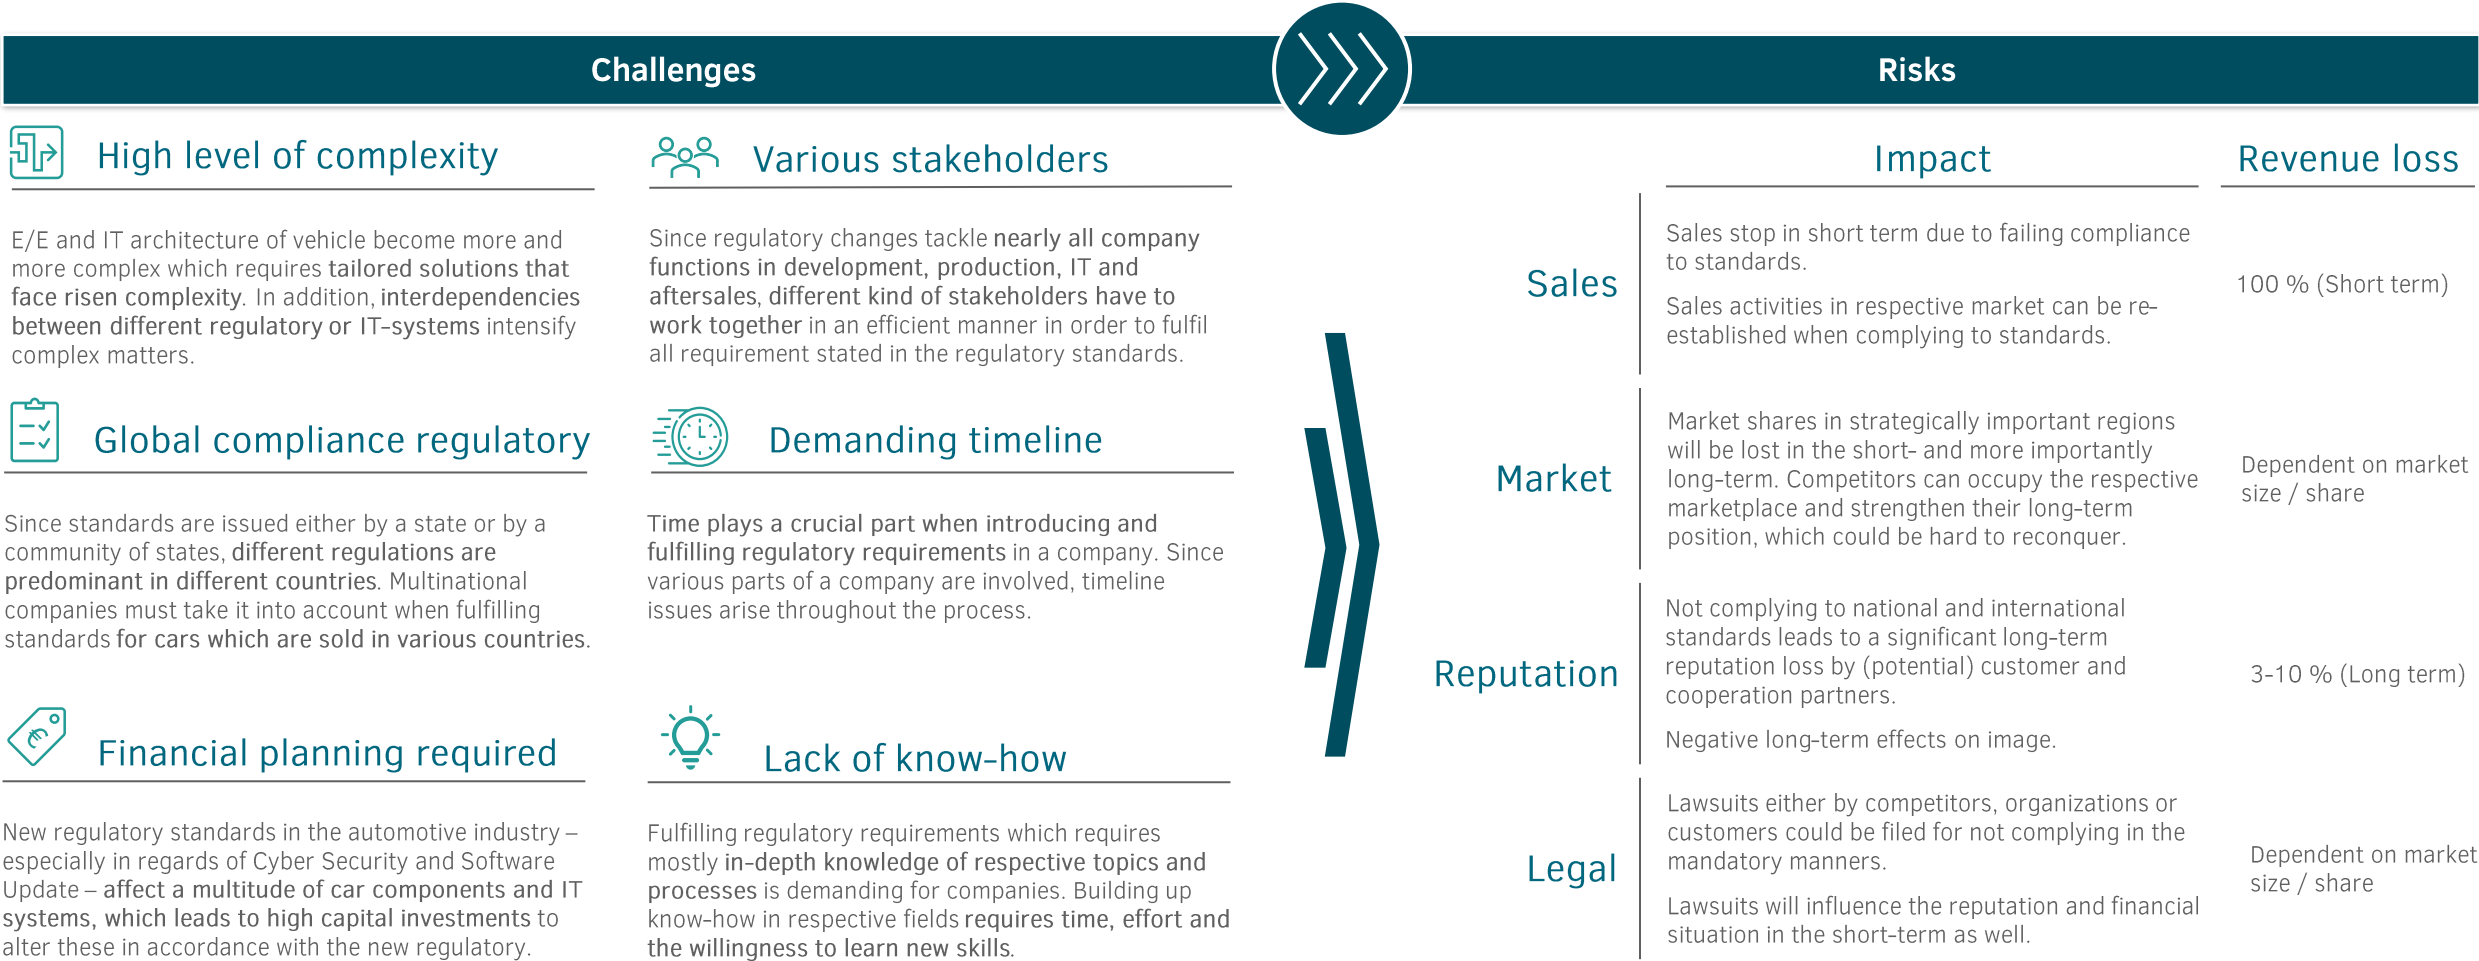 Challenges
Risks
High level of complexity
E/E and IT architecture of vehicle become more and
more complex which requires tailored solutions that
face risen complexity. In addition, interdependencies
between different regulatory or IT-systems intensify
complex matters.
Various stakeholders
Since regulatory changes tackle nearly all company
functions in development, production, IT and
aftersales, different kind of stakeholders have to
work together in an efficient manner in order to fulfil
all requirement stated in the regulatory standards.
Global compliance regulatory
Since standards are issued either by a state or by a
community of states, different regulations are
predominant in different countries. Multinational
companies must take it into account when fulfilling
standards for cars which are sold in various countries.
Demanding timeline
Time plays a crucial part when introducing and
fulfilling regulatory requirements in a company. Since
various parts of a company are involved, timeline
issues arise throughout the process.
Financial planning required
New regulatory standards in the automotive industry –
especially in regards of Cyber Security and Software
Update – affect a multitude of car components and IT
systems, which leads to high capital investments to
alter these in accordance with the new regulatory.
Lack of know-how
Fulfilling regulatory requirements which requires
mostly in-depth knowledge of respective topics and
processes is demanding for companies. Building up
know-how in respective fields requires time, effort and
the willingness to learn new skills.
Impact
Revenue loss
Sales
Sales stop in short term due to failing compliance
to standards.
Sales activities in respective market can be re-
established when complying to standards.
100 % (Short term)
Market
Market shares in strategically important regions
will be lost in the short- and more importantly
long-term. Competitors can occupy the respective
marketplace and strengthen their long-term
position, which could be hard to reconquer.
Dependent on market
size / share
Reputation
Not complying to national and international
standards leads to a significant long-term
reputation loss by (potential) customer and
cooperation partners.
Negative long-term effects on image.
3-10 % (Long term)
Legal
Lawsuits either by competitors, organizations or
customers could be filed for not complying in the
mandatory manners.
Lawsuits will influence the reputation and financial
situation in the short-term as well.
Dependent on market
size / share